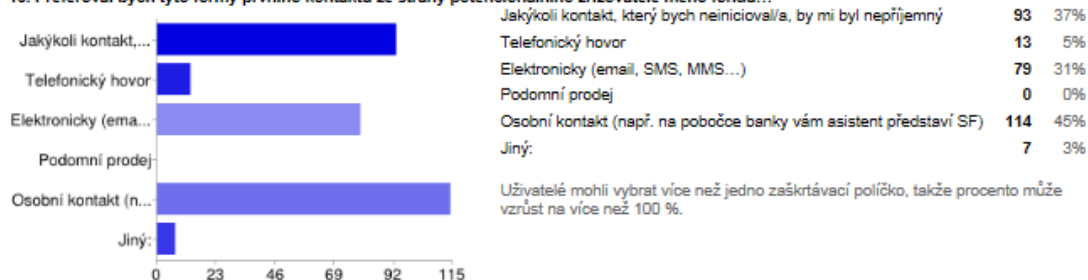 Jakýkoli kontakt, který bych neinicioval/a, by mi byl nepříjemný 93 37%
Telefonický hovor 13 5%
Elektronicky (email, SMS, MMS…) 79 31%
Podomní prodej 0 0%
Osobní kontakt (např. na pobočce banky vám asistent představí SF) 114 45%
Jiný: 7 3%
Uživatelé mohli vybrat více než jedno zaškrtávací políčko, takže procento může
vzrůst na více než 100 %.
Jakýkoli kontakt,...
Telefonický hovor
Elektronicky (ema...
Podomní prodej
Osobní kontakt (n...
Jiný:
0 23 46 69 92 115